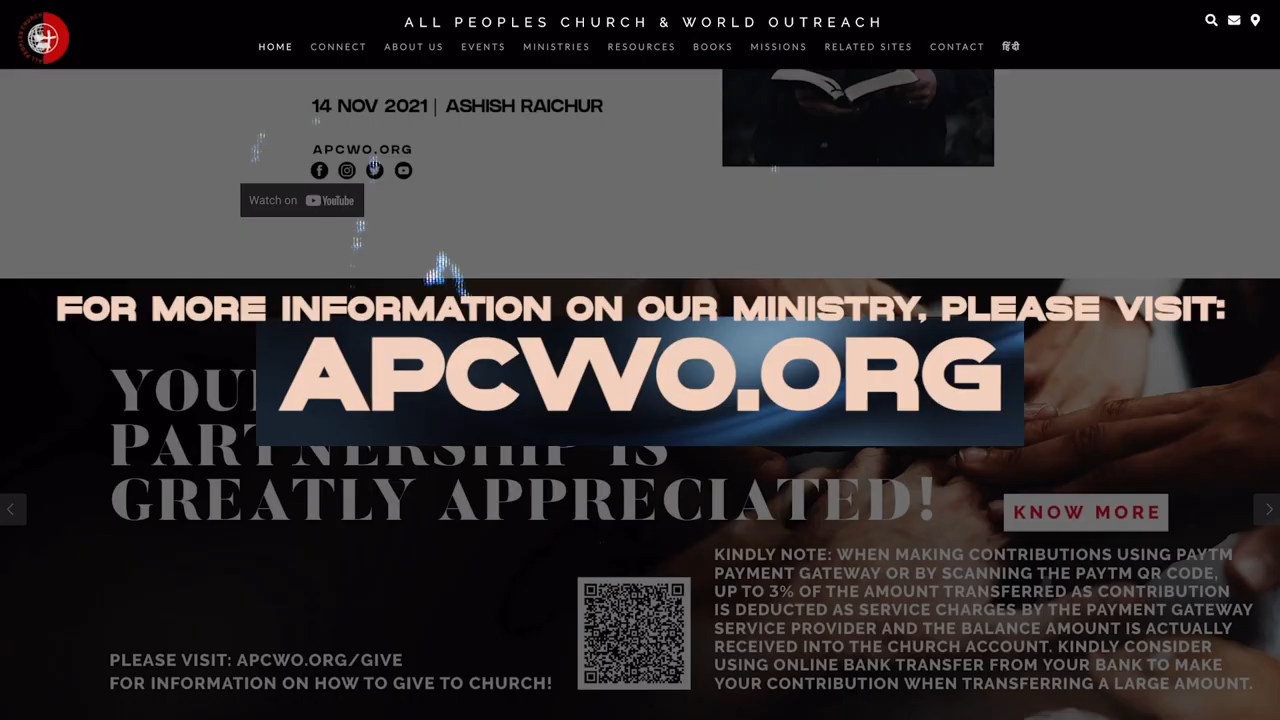 ALL PEOPLES CHURCH & WORLD OUTREACH
HOME CONNECT ABOUT US EVENTS MINISTRIES RESOURCES BOOKS MISSIONS RELATED SITES CONTACT हिंदी
14 NOV 2021 | ASHISH RAICHUR
APCWO.ORG
Watch on YouTube
FOR MORE INFORMATION ON OUR MINISTRY, PLEASE VISIT:
APCWO.ORG
PARTNERSHIP IS
GREATLY APPRECIATED!
KNOW MORE
KINDLY NOTE: WHEN MAKING CONTRIBUTIONS USING PAYTM
PAYMENT GATEWAY OR BY SCANNING THE PAYTM QR CODE,
UP TO 3% OF THE AMOUNT TRANSFERRED AS CONTRIBUTION
IS DEDUCTED AS SERVICE CHARGES BY THE PAYMENT GATEWAY
SERVICE PROVIDER AND THE BALANCE AMOUNT IS ACTUALLY
RECEIVED INTO THE CHURCH ACCOUNT. KINDLY CONSIDER
USING ONLINE BANK TRANSFER FROM YOUR BANK TO MAKE
YOUR CONTRIBUTION WHEN TRANSFERRING A LARGE AMOUNT.
PLEASE VISIT: APCWO.ORG/GIVE
FOR INFORMATION ON HOW TO GIVE TO CHURCH!